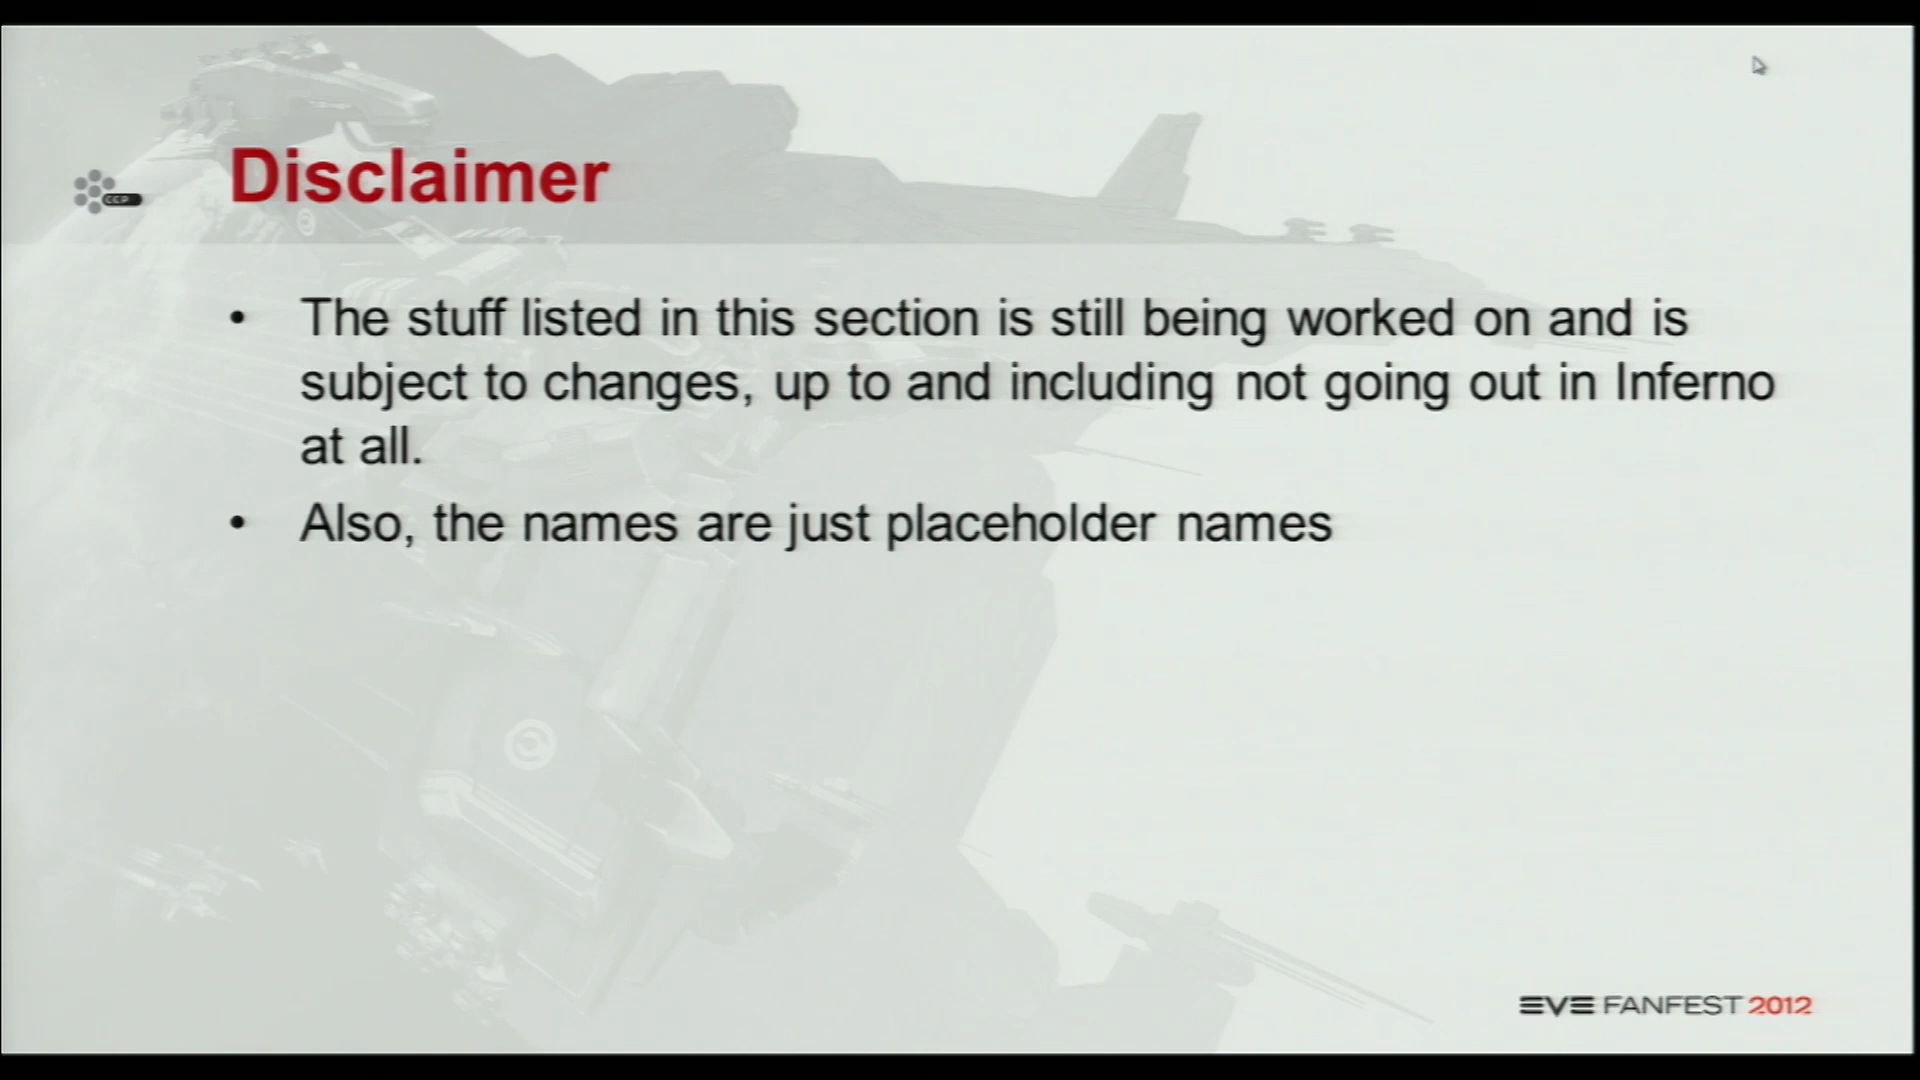 CCP
Disclaimer
• The stuff listed in this section is still being worked on and is
subject to changes, up to and including not going out in Inferno
at all.
• Also, the names are just placeholder names
EVE FANFEST 2012